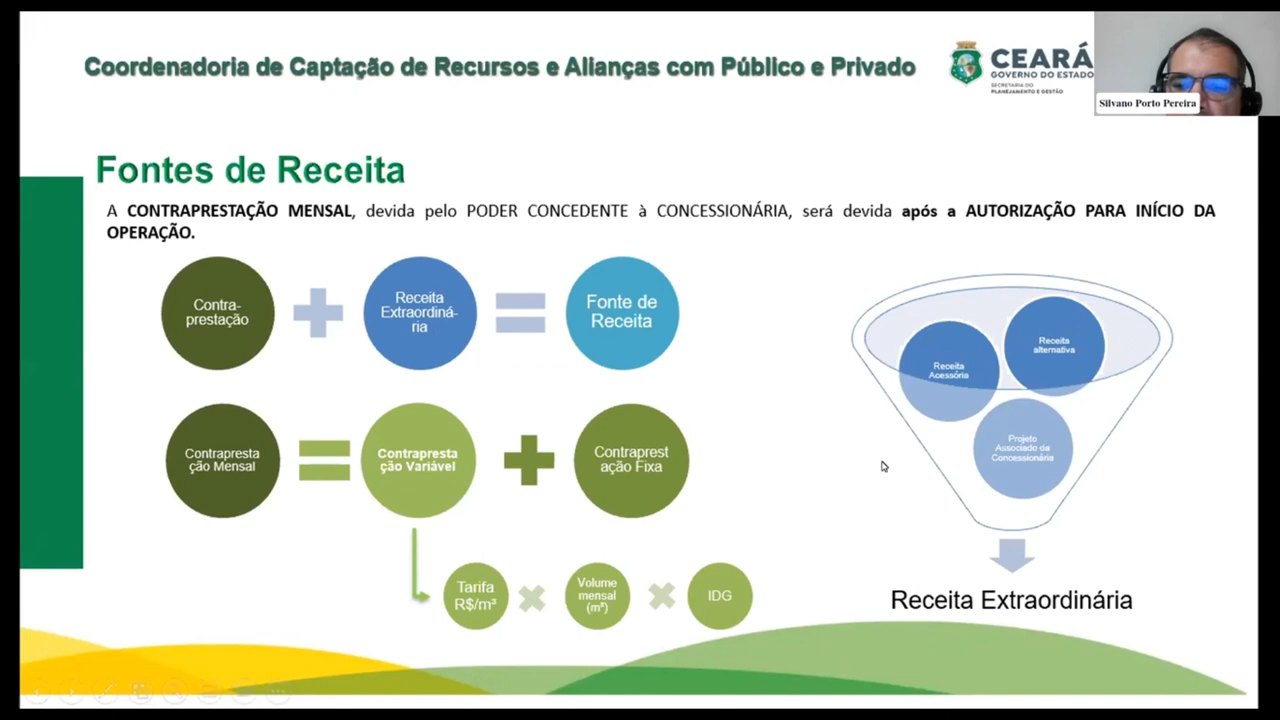 Coordenadoria de Captação de Recursos e Alianças com Público e Privado
CEARÁ
GOVERNO DO ESTADO
SECRETARIA DO
PLANEJAMENTO E GESTÃO
Silvano Porto Pereira
Fontes de Receita
A CONTRAPRESTAÇÃO MENSAL, devida pelo PODER CONCEDENTE à CONCESSIONÁRIA, será devida após a AUTORIZAÇÃO PARA INÍCIO DA
OPERAÇÃO.
Contra-
prestação
Receita
Extraordiná-
ria
Fonte de
Receita
Contrapresta
ção Mensal
Contrapresta
ção Variável
Contraprest
ação Fixa
Tarifa
R$/m³
Volume
mensal
(m³)
IDG
Receita
Acessória
Receita
alternativa
Projeto
Associado da
Concessionária
Receita Extraordinária